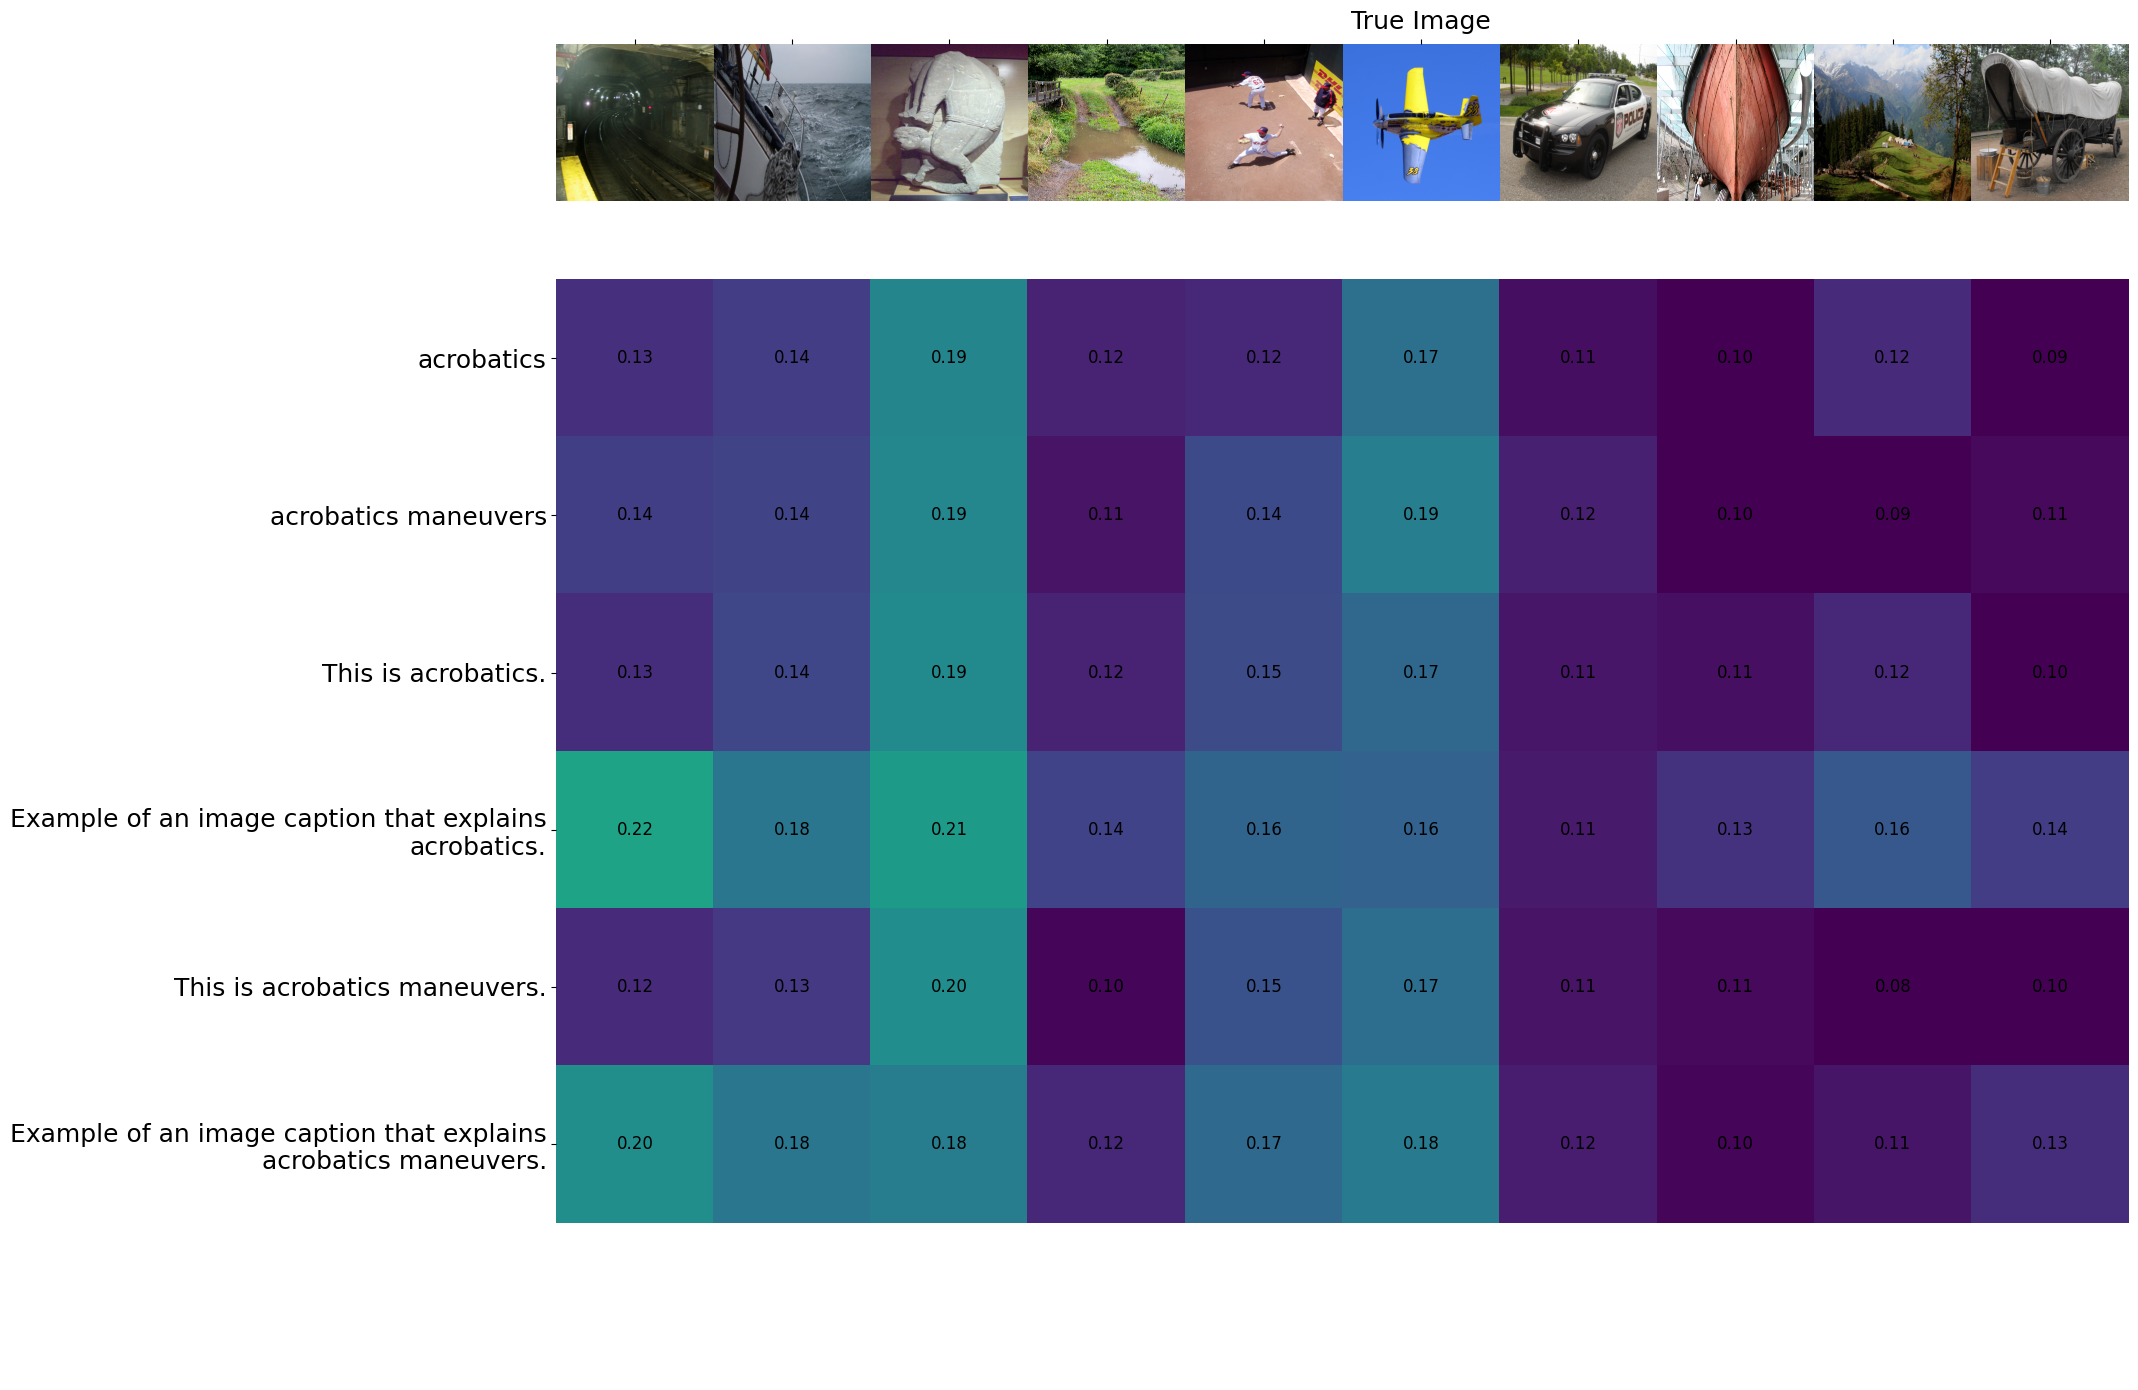 True Image
DHL
POLICE
33
acrobatics
0.13 0.14 0.19 0.12 0.12 0.17 0.11 0.10 0.12 0.09
acrobatics maneuvers
0.14 0.14 0.19 0.11 0.14 0.19 0.12 0.10 0.09 0.11
This is acrobatics.
0.13 0.14 0.19 0.12 0.15 0.17 0.11 0.11 0.12 0.10
Example of an image caption that explains
acrobatics.
0.22 0.18 0.21 0.14 0.16 0.16 0.11 0.13 0.16 0.14
This is acrobatics maneuvers.
0.12 0.13 0.20 0.10 0.15 0.17 0.11 0.11 0.08 0.10
Example of an image caption that explains
acrobatics maneuvers.
0.20 0.18 0.18 0.12 0.17 0.18 0.12 0.10 0.11 0.13